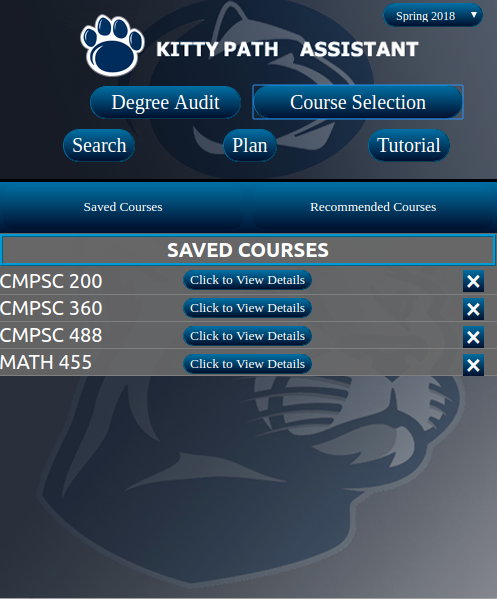 Spring 2018
KITTY PATH ASSISTANT
Degree Audit Course Selection
Search Plan Tutorial
Saved Courses Recommended Courses
SAVED COURSES
CMPSC 200 Click to View Details ×
CMPSC 360 Click to View Details ×
CMPSC 488 Click to View Details ×
MATH 455 Click to View Details ×